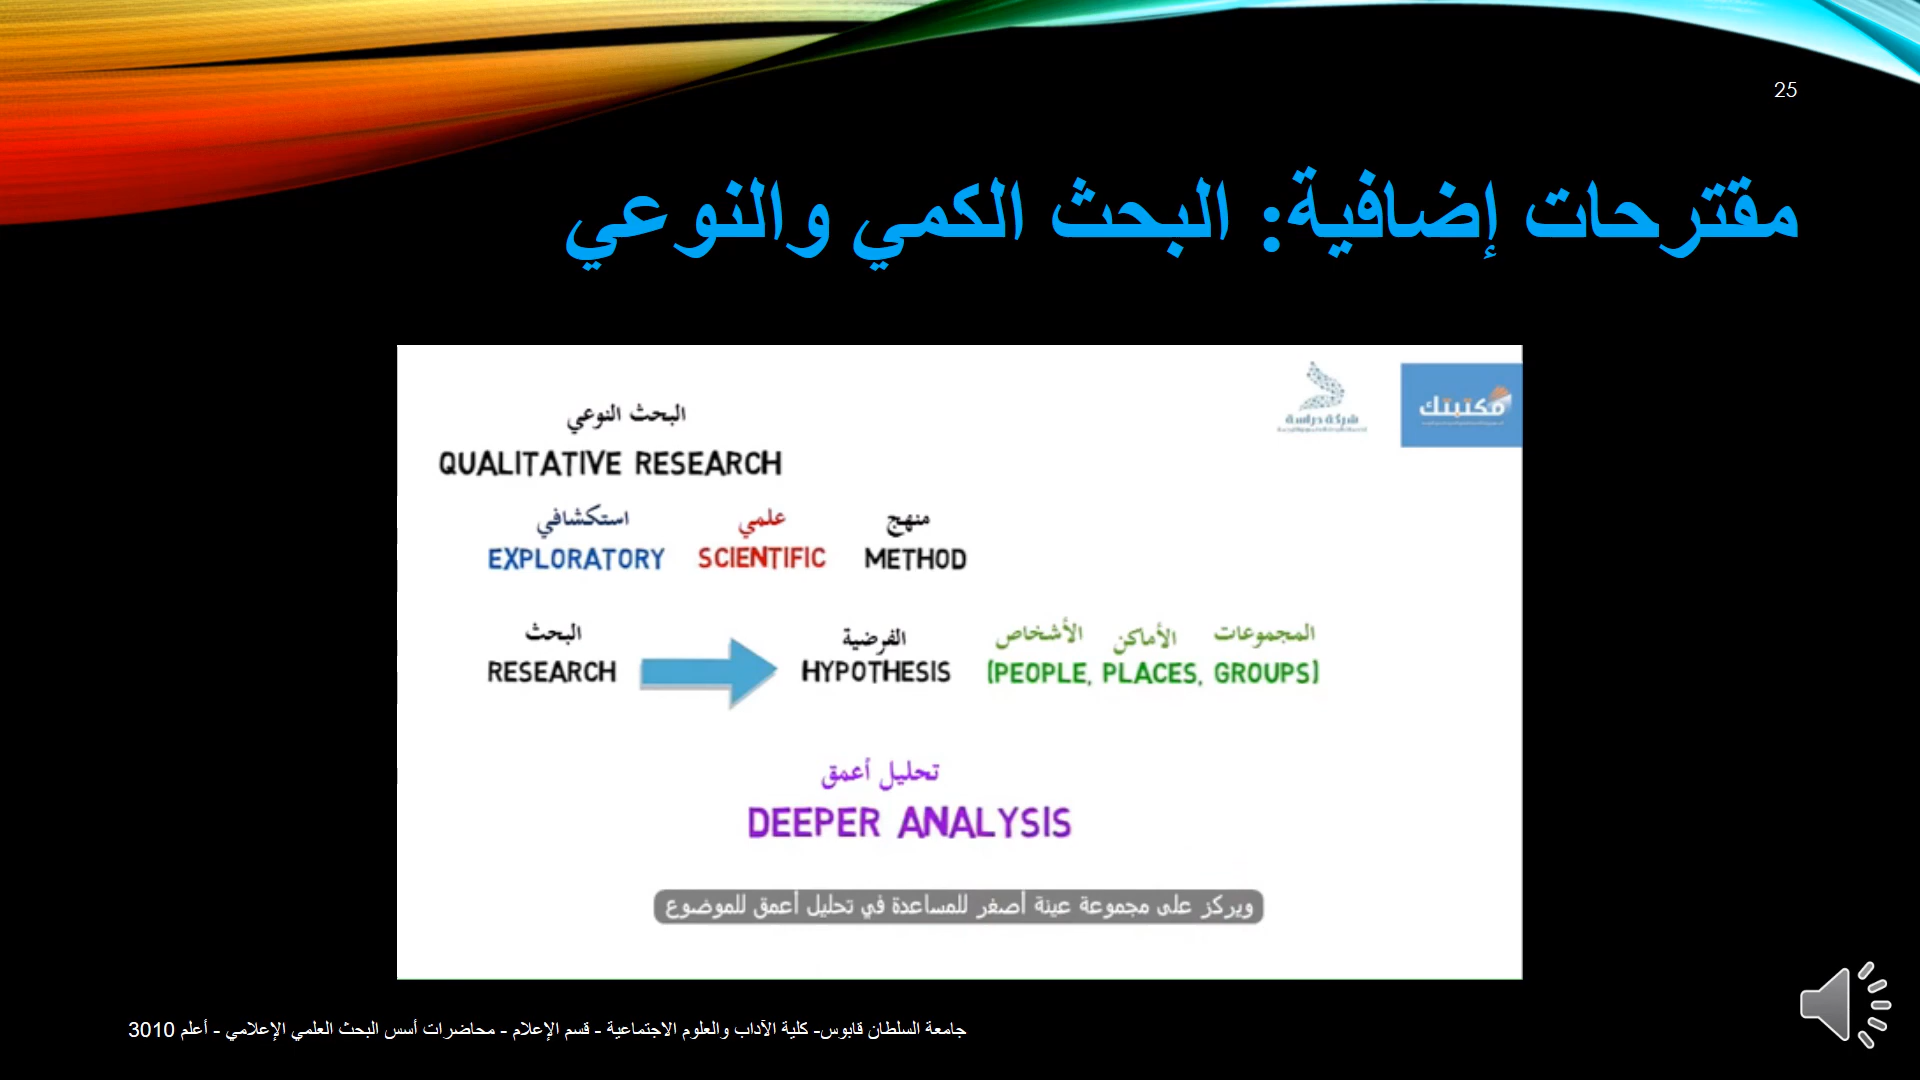 25
مقترحات إضافية: البحث الكمي والنوعي
شركة دراسة
مكتبتك
البحث النوعي
QUALITATIVE RESEARCH
استكشافي علمي منهج
EXPLORATORY SCIENTIFIC METHOD
البحث الفرضية الأشخاص الأماكن المجموعات
RESEARCH HYPOTHESIS (PEOPLE, PLACES, GROUPS)
تحليل أعمق
DEEPER ANALYSIS
ويركز على مجموعة عينة أصغر للمساعدة في تحليل أعمق للموضوع
جامعة السلطان قابوس- كلية الآداب والعلوم الاجتماعية - قسم الإعلام - محاضرات أسس البحث العلمي الإعلامي - أعلم 3010